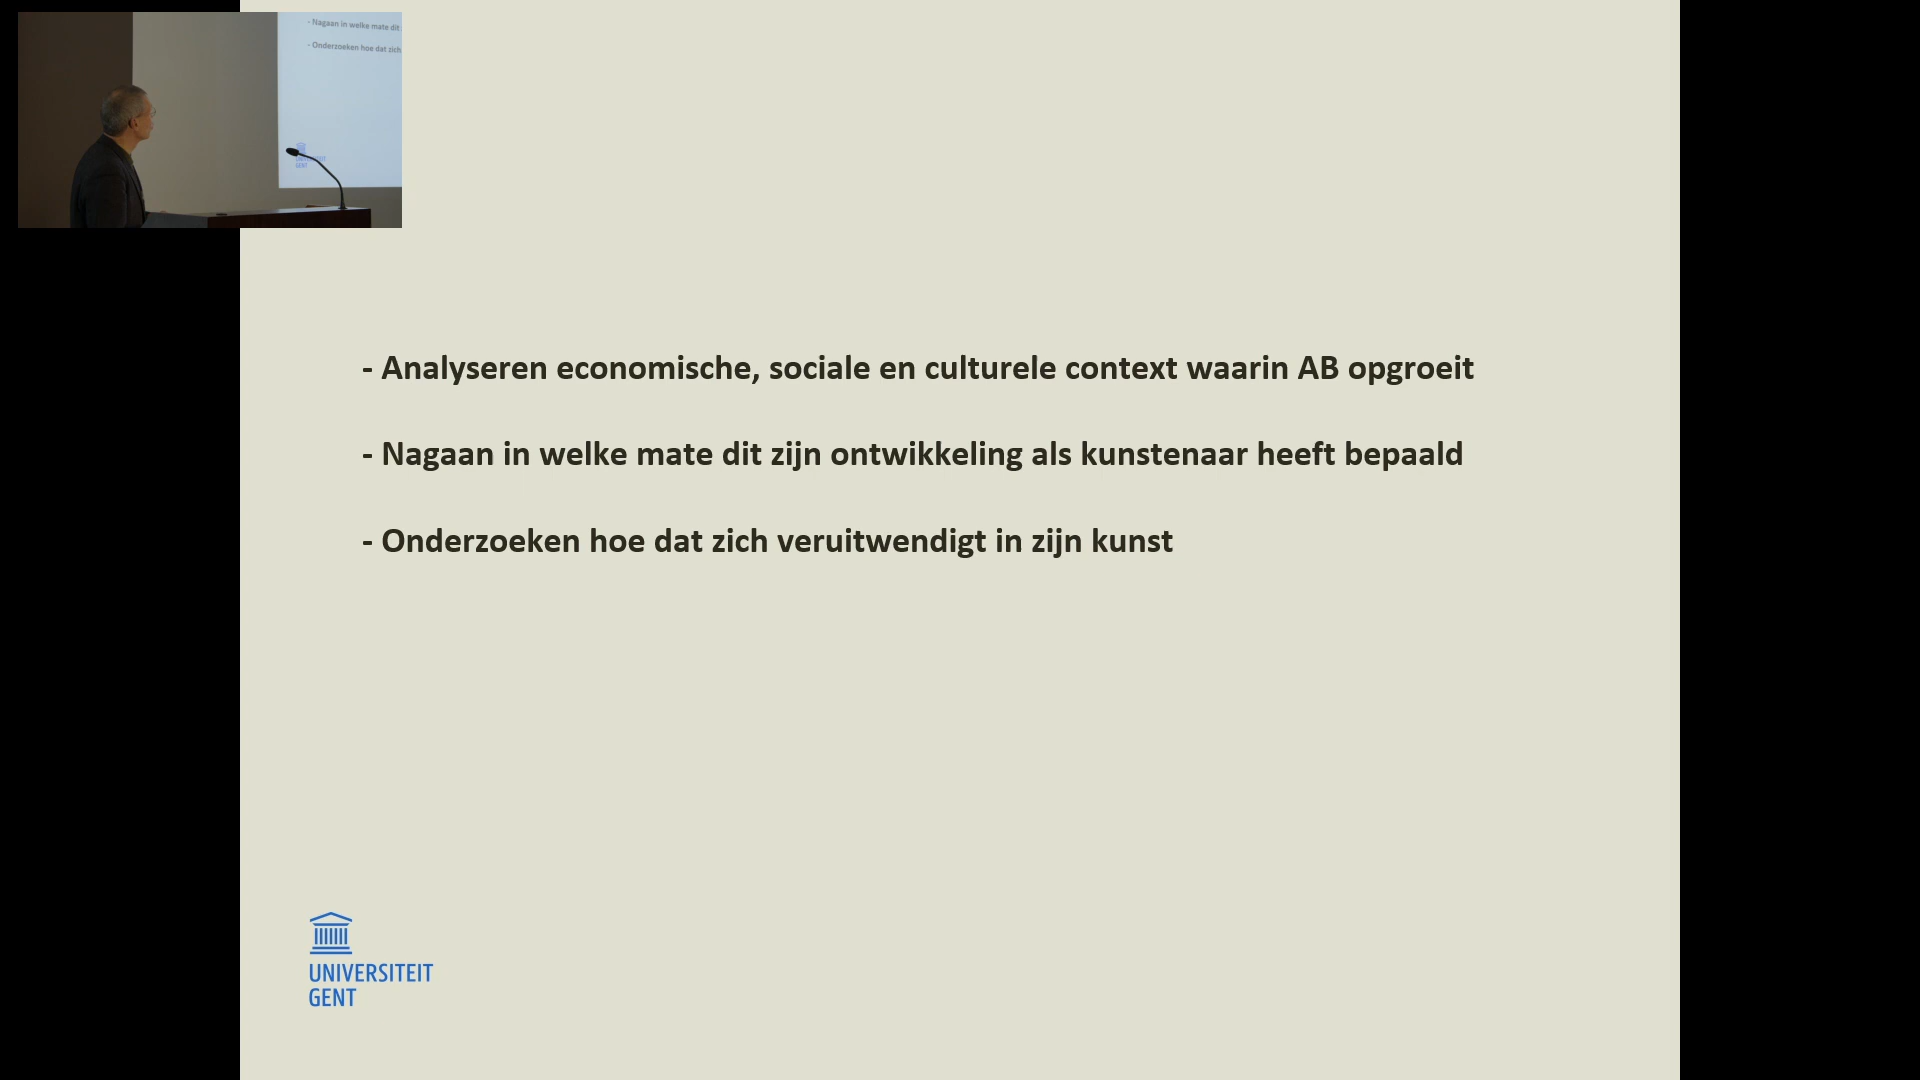 - Nagaan in welke mate dit
- Onderzoeken hoe dat zich
- Analyseren economische, sociale en culturele context waarin AB opgroeit
- Nagaan in welke mate dit zijn ontwikkeling als kunstenaar heeft bepaald
- Onderzoeken hoe dat zich veruitwendigt in zijn kunst
UNIVERSITEIT
GENT